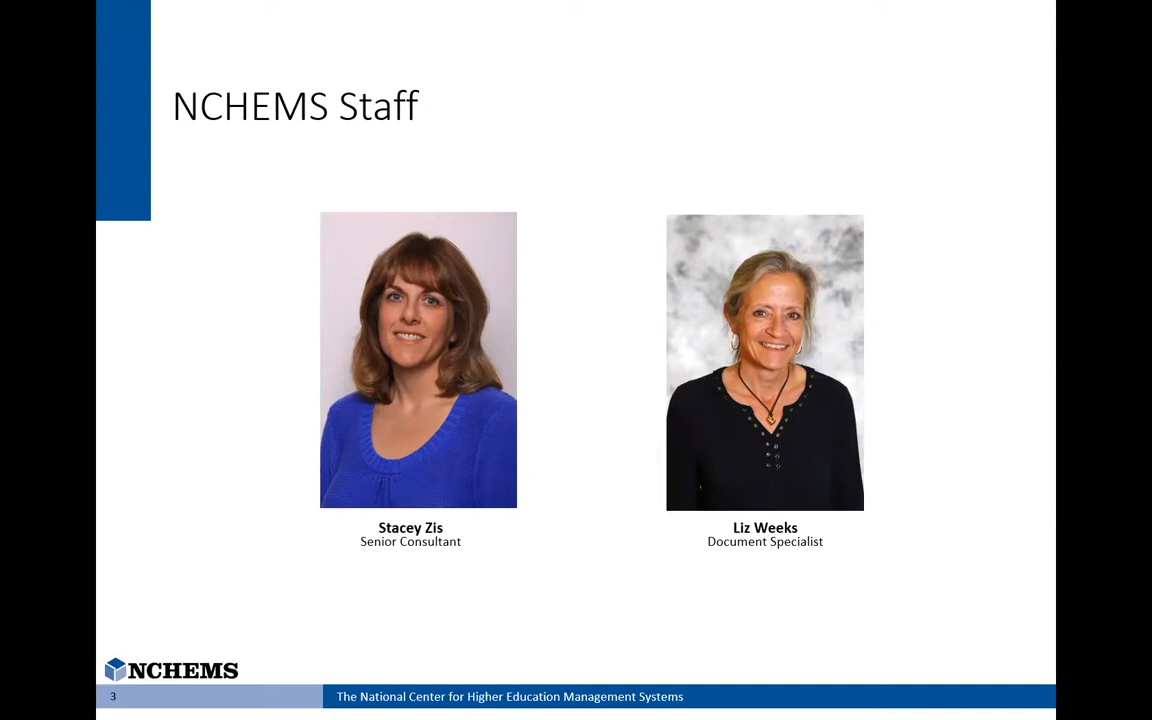 NCHEMS Staff
Stacey Zis
Senior Consultant
Liz Weeks
Document Specialist
NCHEMS
3
The National Center for Higher Education Management Systems